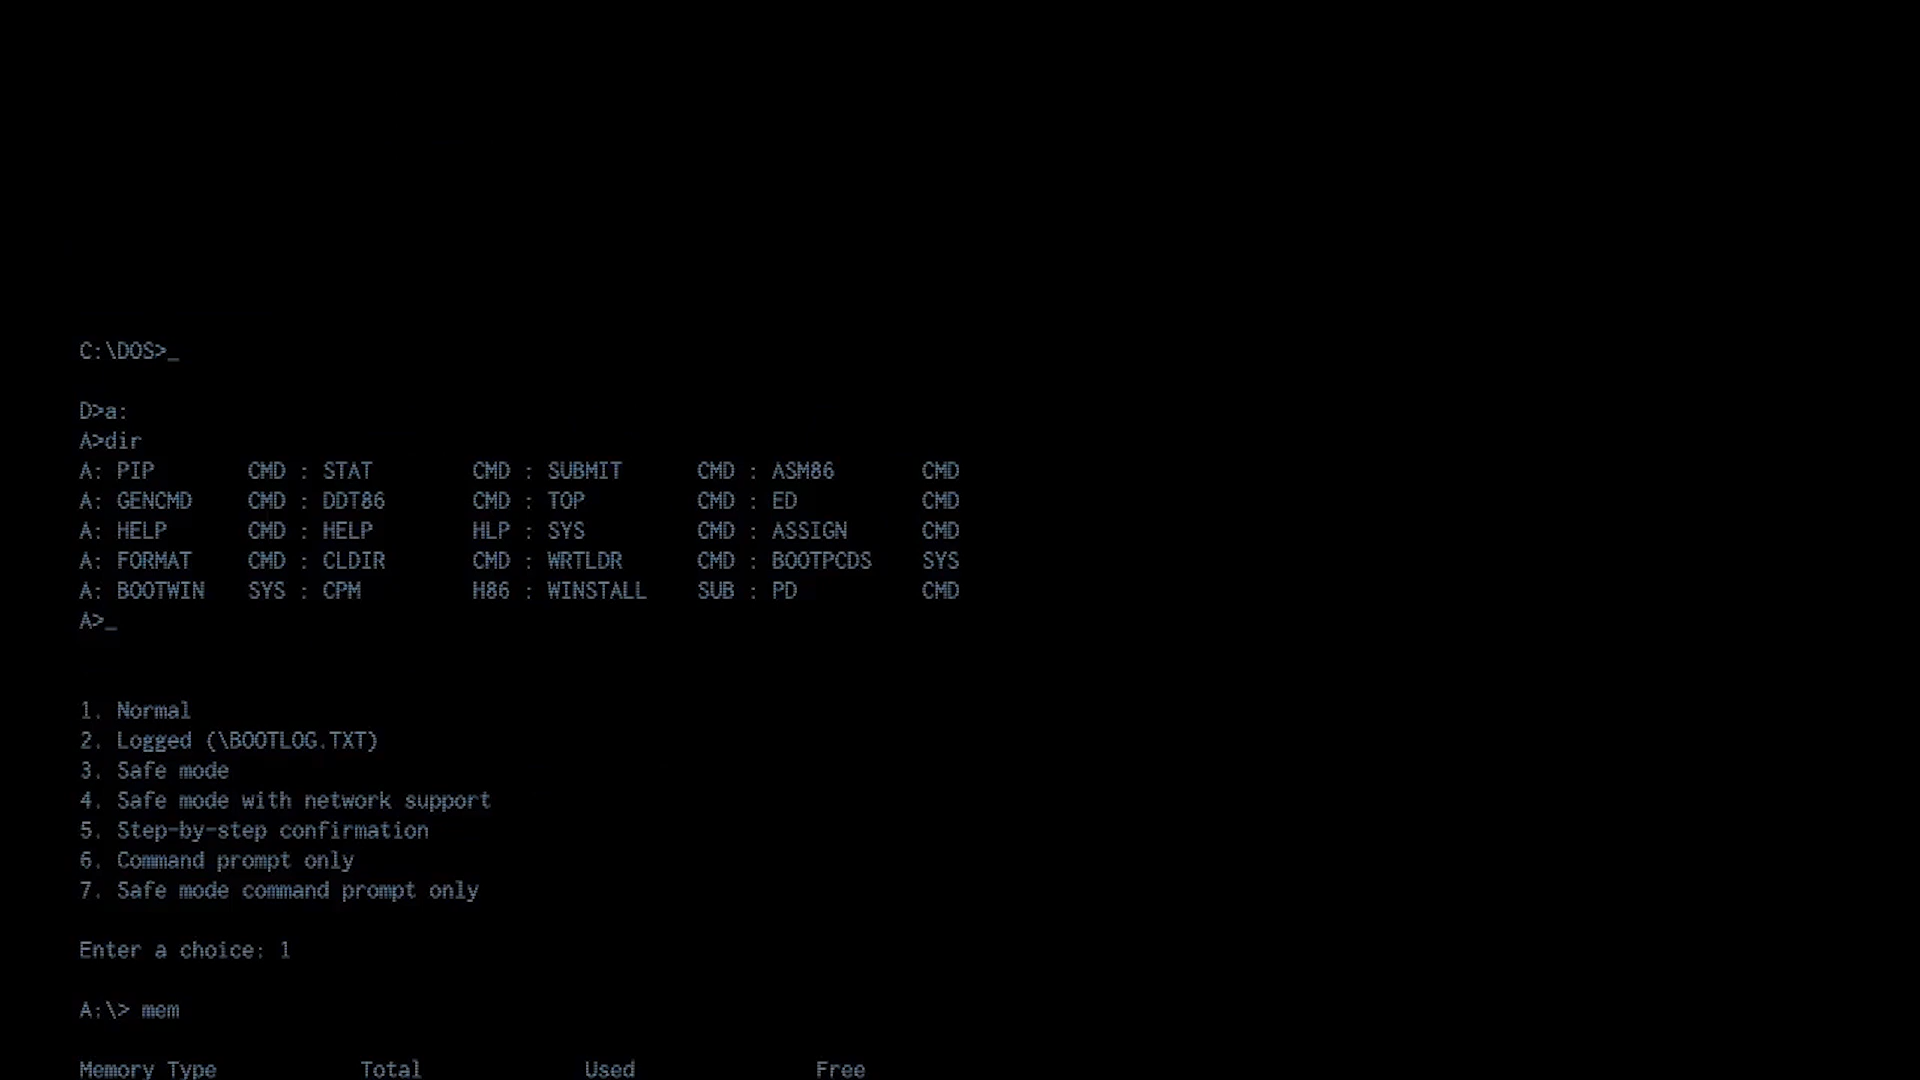 C:\DOS>_
D>a:
A>dir
A: PIP CMD : STAT CMD : SUBMIT CMD : ASM86 CMD
A: GENCMD CMD : DDT86 CMD : TOP CMD : ED CMD
A: HELP CMD : HELP HLP : SYS CMD : ASSIGN CMD
A: FORMAT CMD : CLDIR CMD : WRTLDR CMD : BOOTPCDS SYS
A: BOOTWIN SYS : CPM H86 : WINSTALL SUB : PD CMD
A>_
1. Normal
2. Logged (\BOOTLOG.TXT)
3. Safe mode
4. Safe mode with network support
5. Step-by-step confirmation
6. Command prompt only
7. Safe mode command prompt only
Enter a choice: 1
A:\> mem
Memory Type Total Used Free